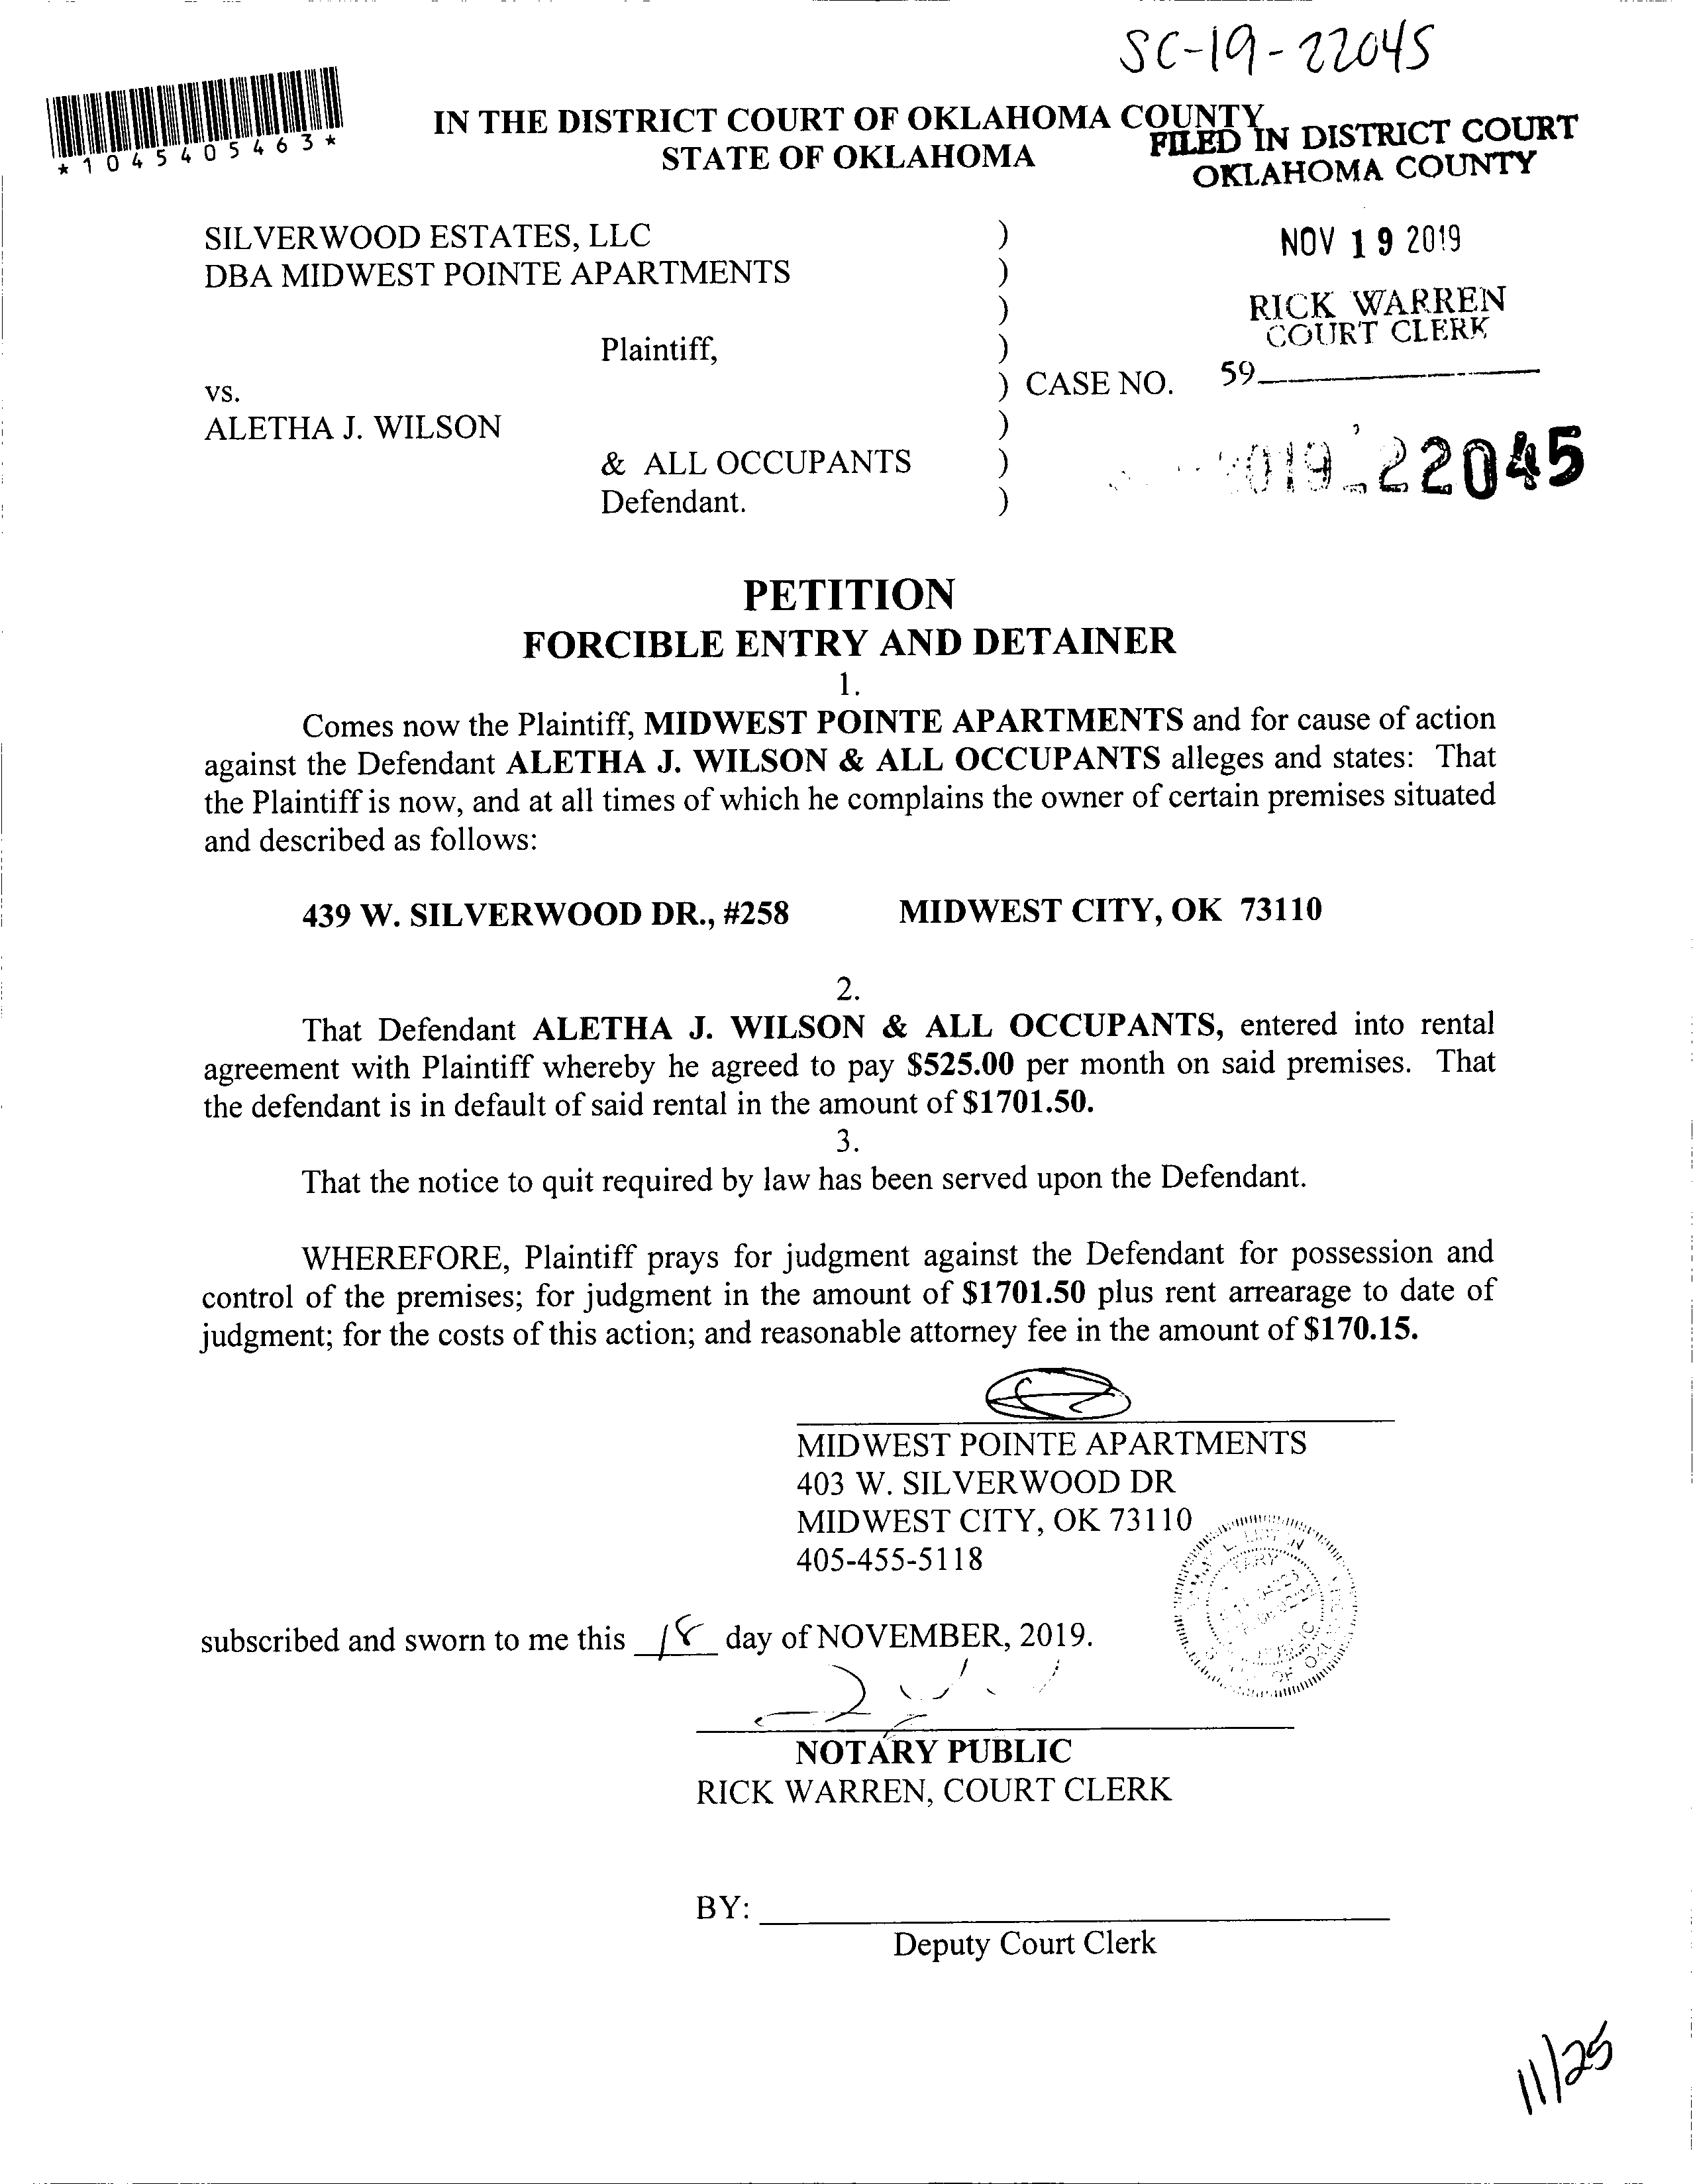 SC-19-22045
*1045405463*
IN THE DISTRICT COURT OF OKLAHOMA COUNTY
STATE OF OKLAHOMA
FILED IN DISTRICT COURT
OKLAHOMA COUNTY
NOV 19 2019
RICK WARREN
COURT CLERK
59
SILVERWOOD ESTATES, LLC )
DBA MIDWEST POINTE APARTMENTS )
)
Plaintiff, )
vs. ) CASE NO.
ALETHA J. WILSON )
& ALL OCCUPANTS )
Defendant. )
2019-22045
PETITION
FORCIBLE ENTRY AND DETAINER
1.
Comes now the Plaintiff, MIDWEST POINTE APARTMENTS and for cause of action
against the Defendant ALETHA J. WILSON & ALL OCCUPANTS alleges and states: That
the Plaintiff is now, and at all times of which he complains the owner of certain premises situated
and described as follows:
439 W. SILVERWOOD DR., #258 MIDWEST CITY, OK 73110
2.
That Defendant ALETHA J. WILSON & ALL OCCUPANTS, entered into rental
agreement with Plaintiff whereby he agreed to pay $525.00 per month on said premises. That
the defendant is in default of said rental in the amount of $1701.50.
3.
That the notice to quit required by law has been served upon the Defendant.
WHEREFORE, Plaintiff prays for judgment against the Defendant for possession and
control of the premises; for judgment in the amount of $1701.50 plus rent arrearage to date of
judgment; for the costs of this action; and reasonable attorney fee in the amount of $170.15.
MIDWEST POINTE APARTMENTS
403 W. SILVERWOOD DR
MIDWEST CITY, OK 73110
405-455-5118
subscribed and sworn to me this 18 day of NOVEMBER, 2019.
NOTARY PUBLIC
RICK WARREN, COURT CLERK
BY:
Deputy Court Clerk
11/25